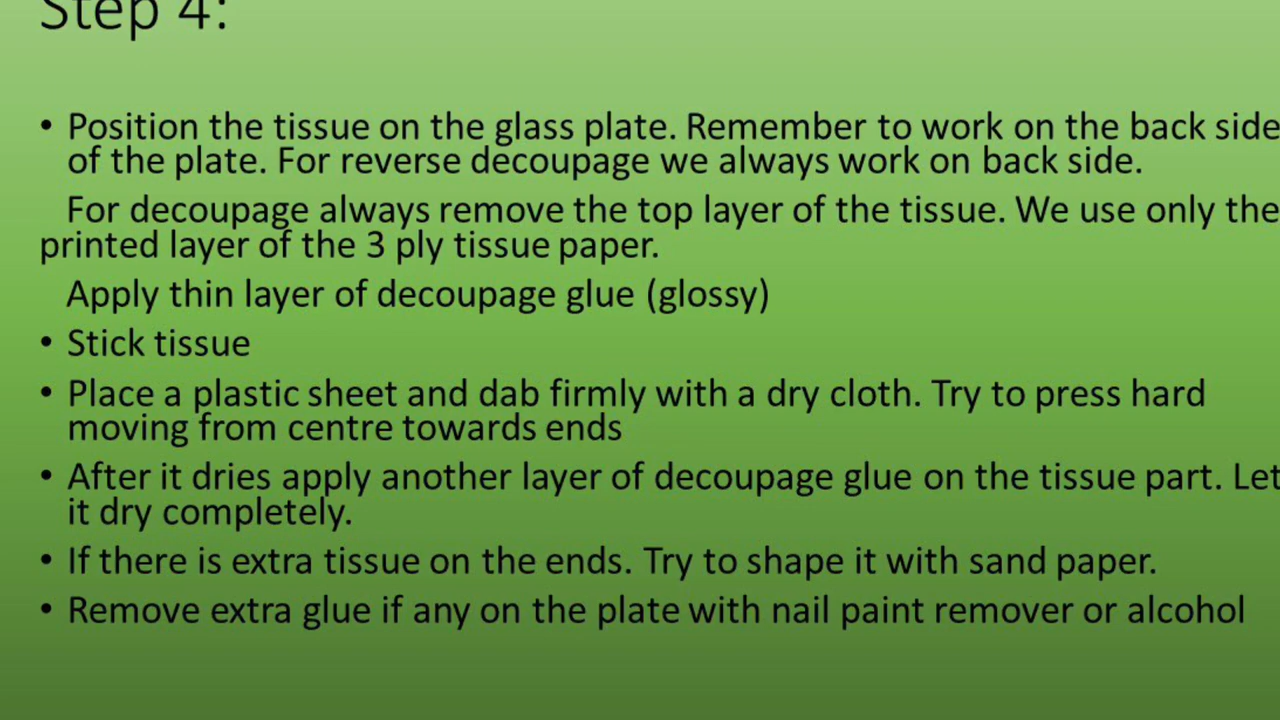 Step 4:
• Position the tissue on the glass plate. Remember to work on the back side
of the plate. For reverse decoupage we always work on back side.
For decoupage always remove the top layer of the tissue. We use only the
printed layer of the 3 ply tissue paper.
Apply thin layer of decoupage glue (glossy)
• Stick tissue
• Place a plastic sheet and dab firmly with a dry cloth. Try to press hard
moving from centre towards ends
• After it dries apply another layer of decoupage glue on the tissue part. Let
it dry completely.
• If there is extra tissue on the ends. Try to shape it with sand paper.
• Remove extra glue if any on the plate with nail paint remover or alcohol